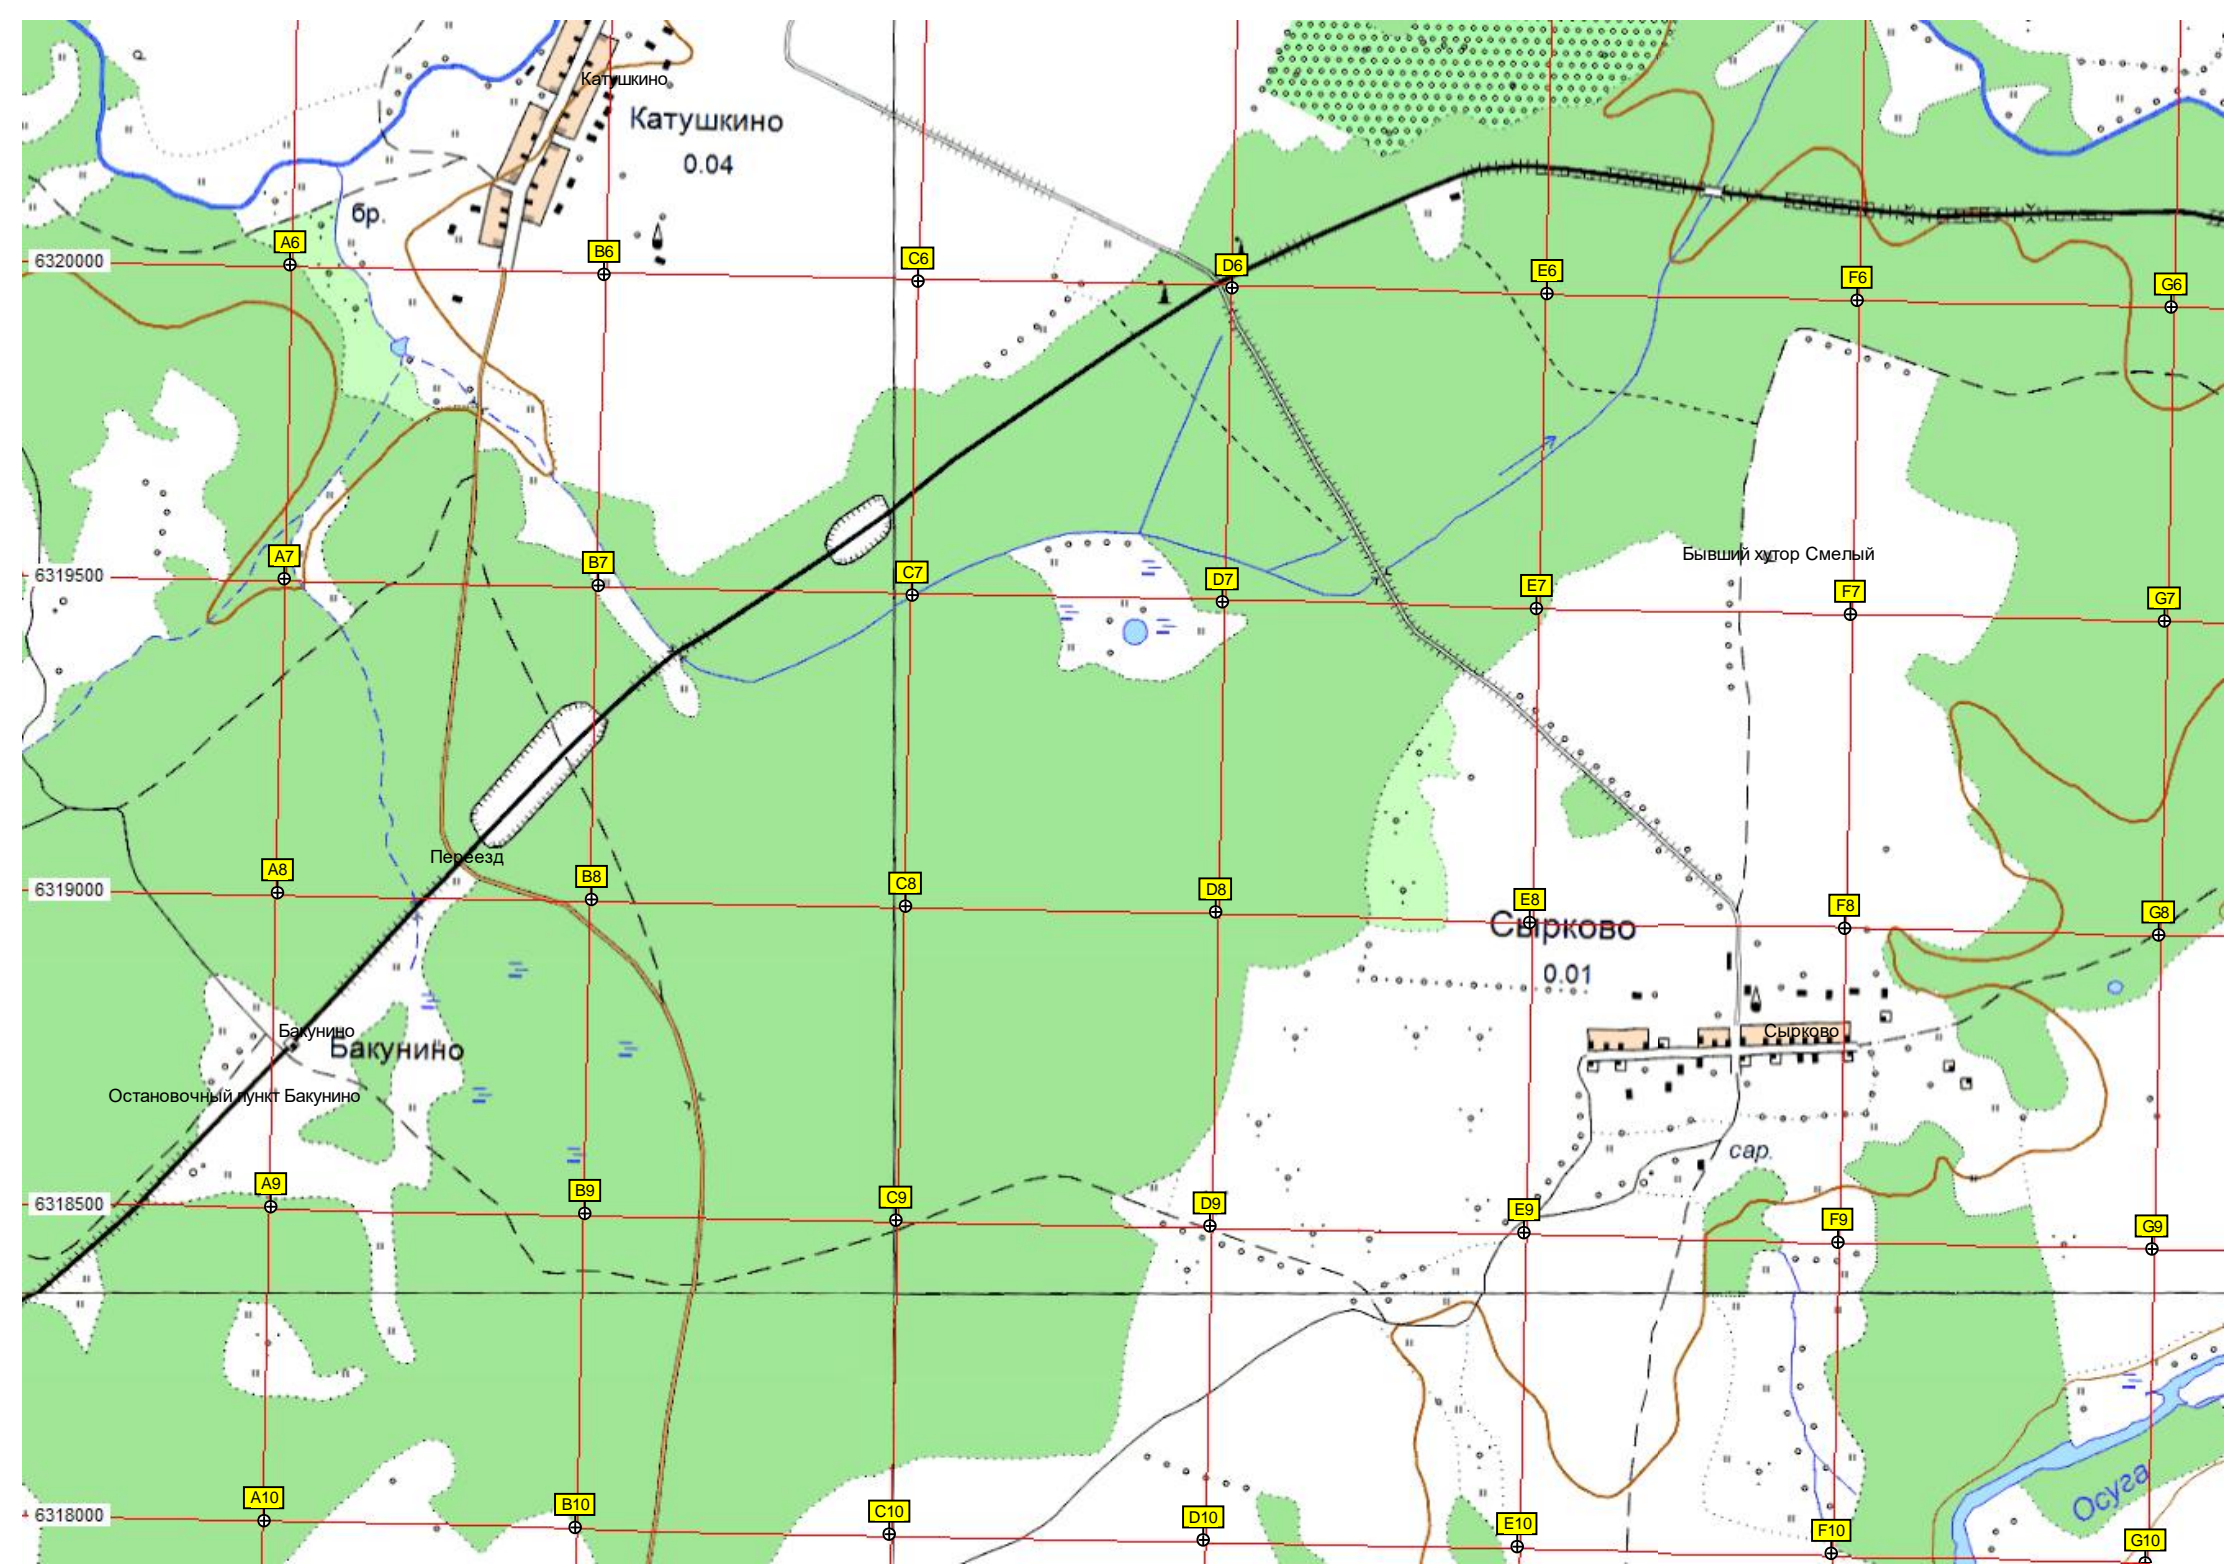 Катушкино
Катушкино
0.04
бр.
A6
B6
C6
D6
E6
F6
G6
6320000
Бывший хутор Смелый
A7
B7
C7
D7
E7
F7
G7
6319500
Переезд
A8
B8
C8
D8
E8
F8
G8
6319000
Сырково
0.01
Бакунино
Бакунино
Сырково
Остановочный пункт Бакунино
сар.
A9
B9
C9
D9
E9
F9
G9
6318500
Осуга
A10
B10
C10
D10
E10
F10
G10
6318000